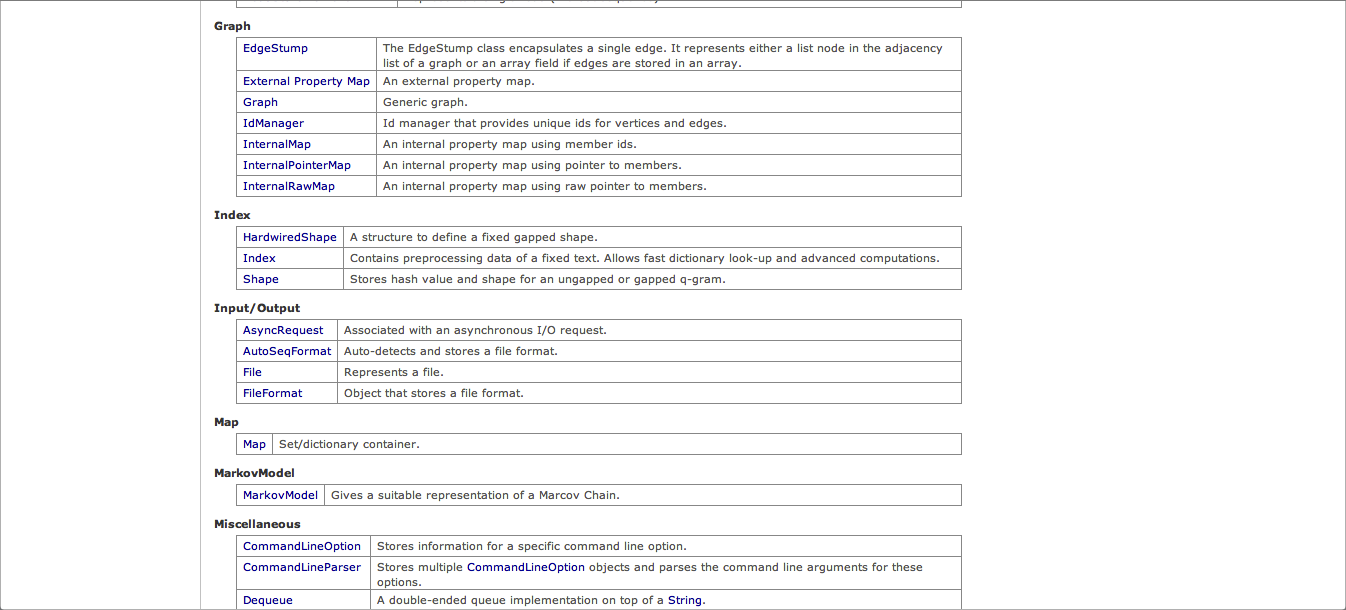 Graph
EdgeStump The EdgeStump class encapsulates a single edge. It represents either a list node in the adjacency
list of a graph or an array field if edges are stored in an array.
External Property Map An external property map.
Graph Generic graph.
IdManager Id manager that provides unique ids for vertices and edges.
InternalMap An internal property map using member ids.
InternalPointerMap An internal property map using pointer to members.
InternalRawMap An internal property map using raw pointer to members.
Index
HardwiredShape A structure to define a fixed gapped shape.
Index Contains preprocessing data of a fixed text. Allows fast dictionary look-up and advanced computations.
Shape Stores hash value and shape for an ungapped or gapped q-gram.
Input/Output
AsyncRequest Associated with an asynchronous I/O request.
AutoSeqFormat Auto-detects and stores a file format.
File Represents a file.
FileFormat Object that stores a file format.
Map
Map Set/dictionary container.
MarkovModel
MarkovModel Gives a suitable representation of a Marcov Chain.
Miscellaneous
CommandLineOption Stores information for a specific command line option.
CommandLineParser Stores multiple CommandLineOption objects and parses the command line arguments for these
options.
Dequeue A double-ended queue implementation on top of a String.